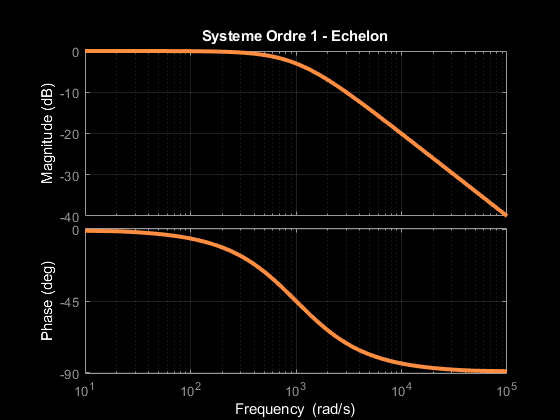 Systeme Ordre 1 - Echelon
Magnitude (dB)
0
-10
-20
-30
-40
Phase (deg)
0
-45
-90
10^1 10^2 10^3 10^4 10^5
Frequency (rad/s)